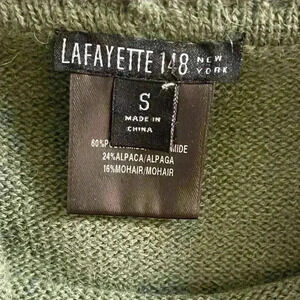 LAFAYETTE 148 NEW YORK
S
MADE IN
CHINA
24%ALPACA/ALPAGA
16%MOHAIR/MOHAIR